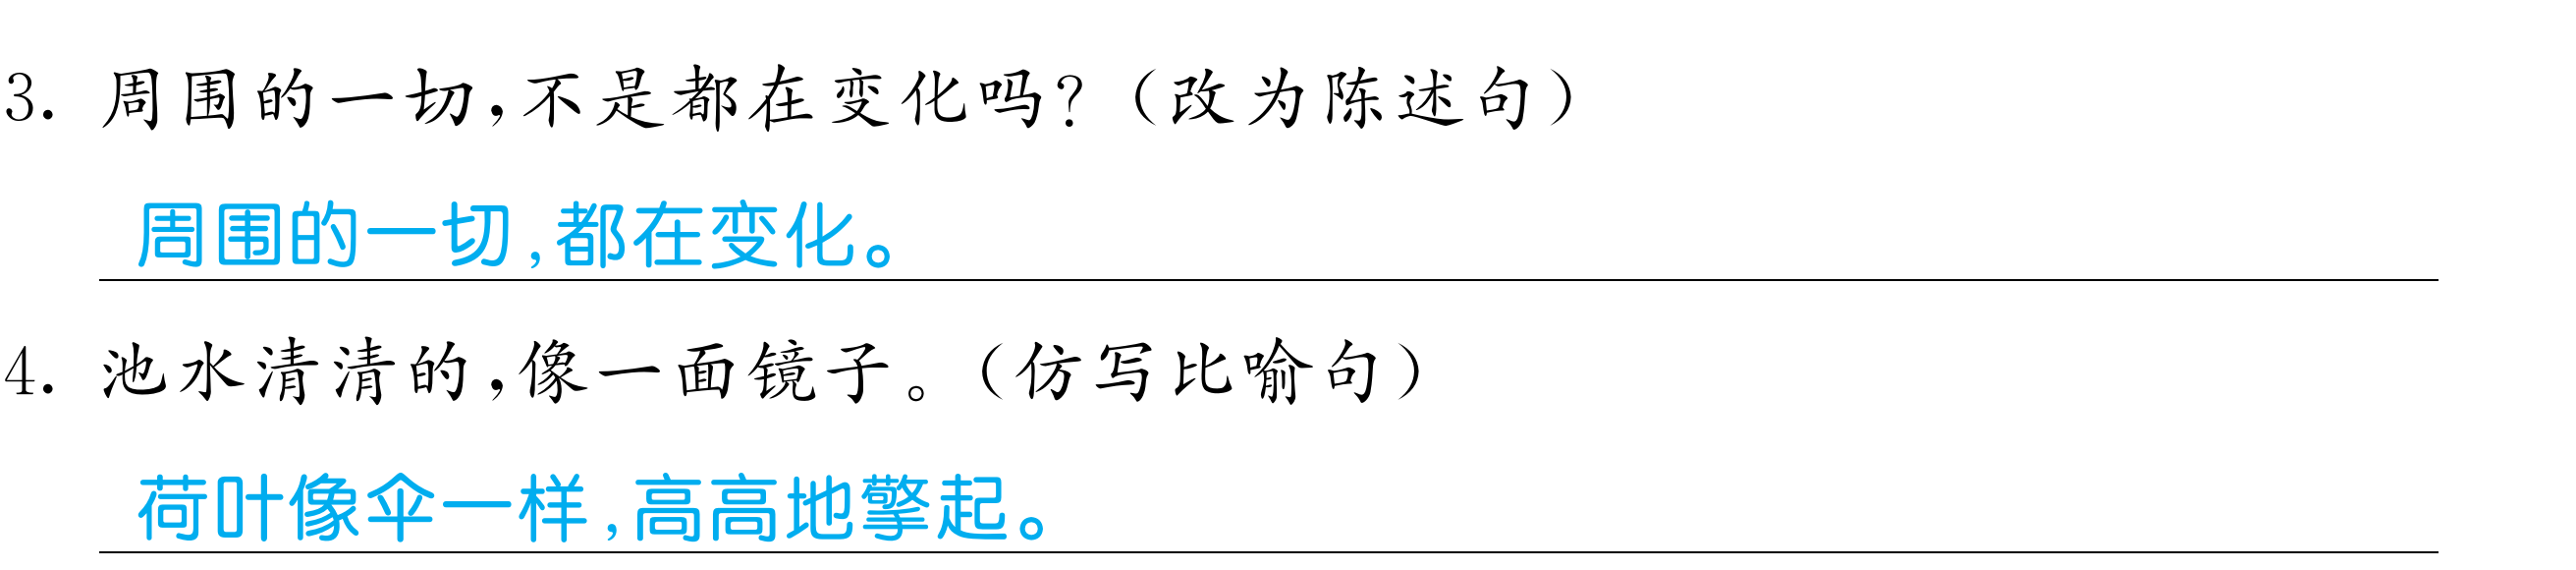 3. 周围的一切,不是都在变化吗?(改为陈述句)
周围的一切,都在变化。
4. 池水清清的,像一面镜子。(仿写比喻句)
荷叶像伞一样,高高地擎起。